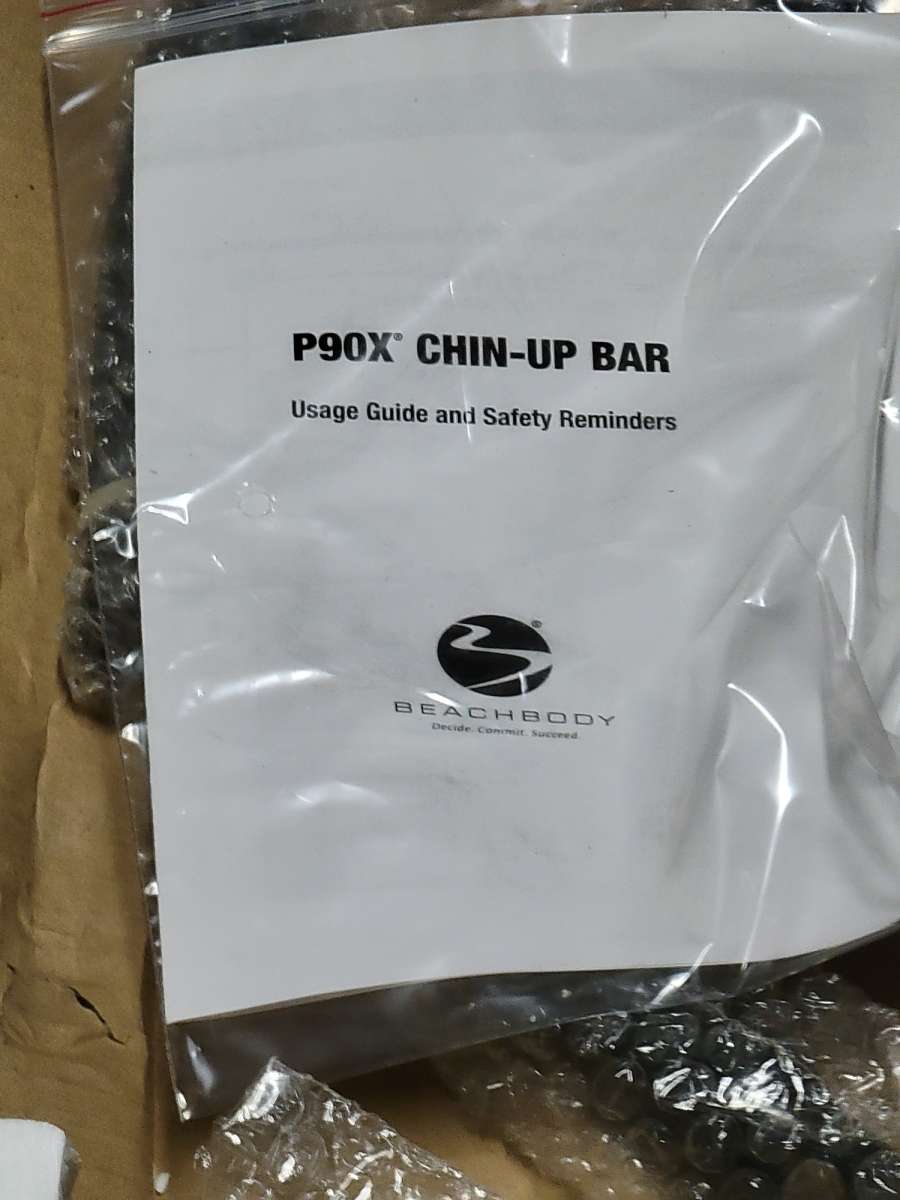 P90X® CHIN-UP BAR
Usage Guide and Safety Reminders
®
BEACHBODY
Decide. Commit. Succeed.